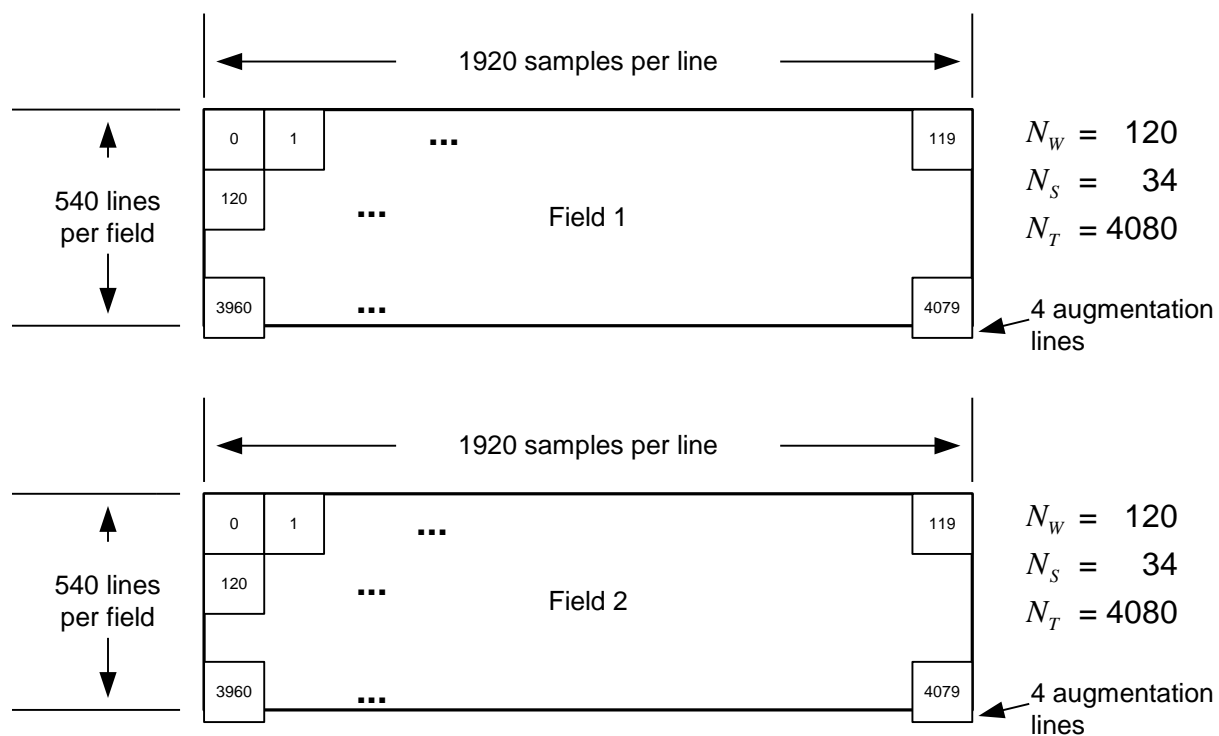 1920 samples per line
0 1 ... 119
N_W = 120
N_S = 34
N_T = 4080
540 lines
per field
120 ... Field 1
3960 ... 4079
4 augmentation
lines
1920 samples per line
0 1 ... 119
N_W = 120
N_S = 34
N_T = 4080
540 lines
per field
120 ... Field 2
3960 ... 4079
4 augmentation
lines